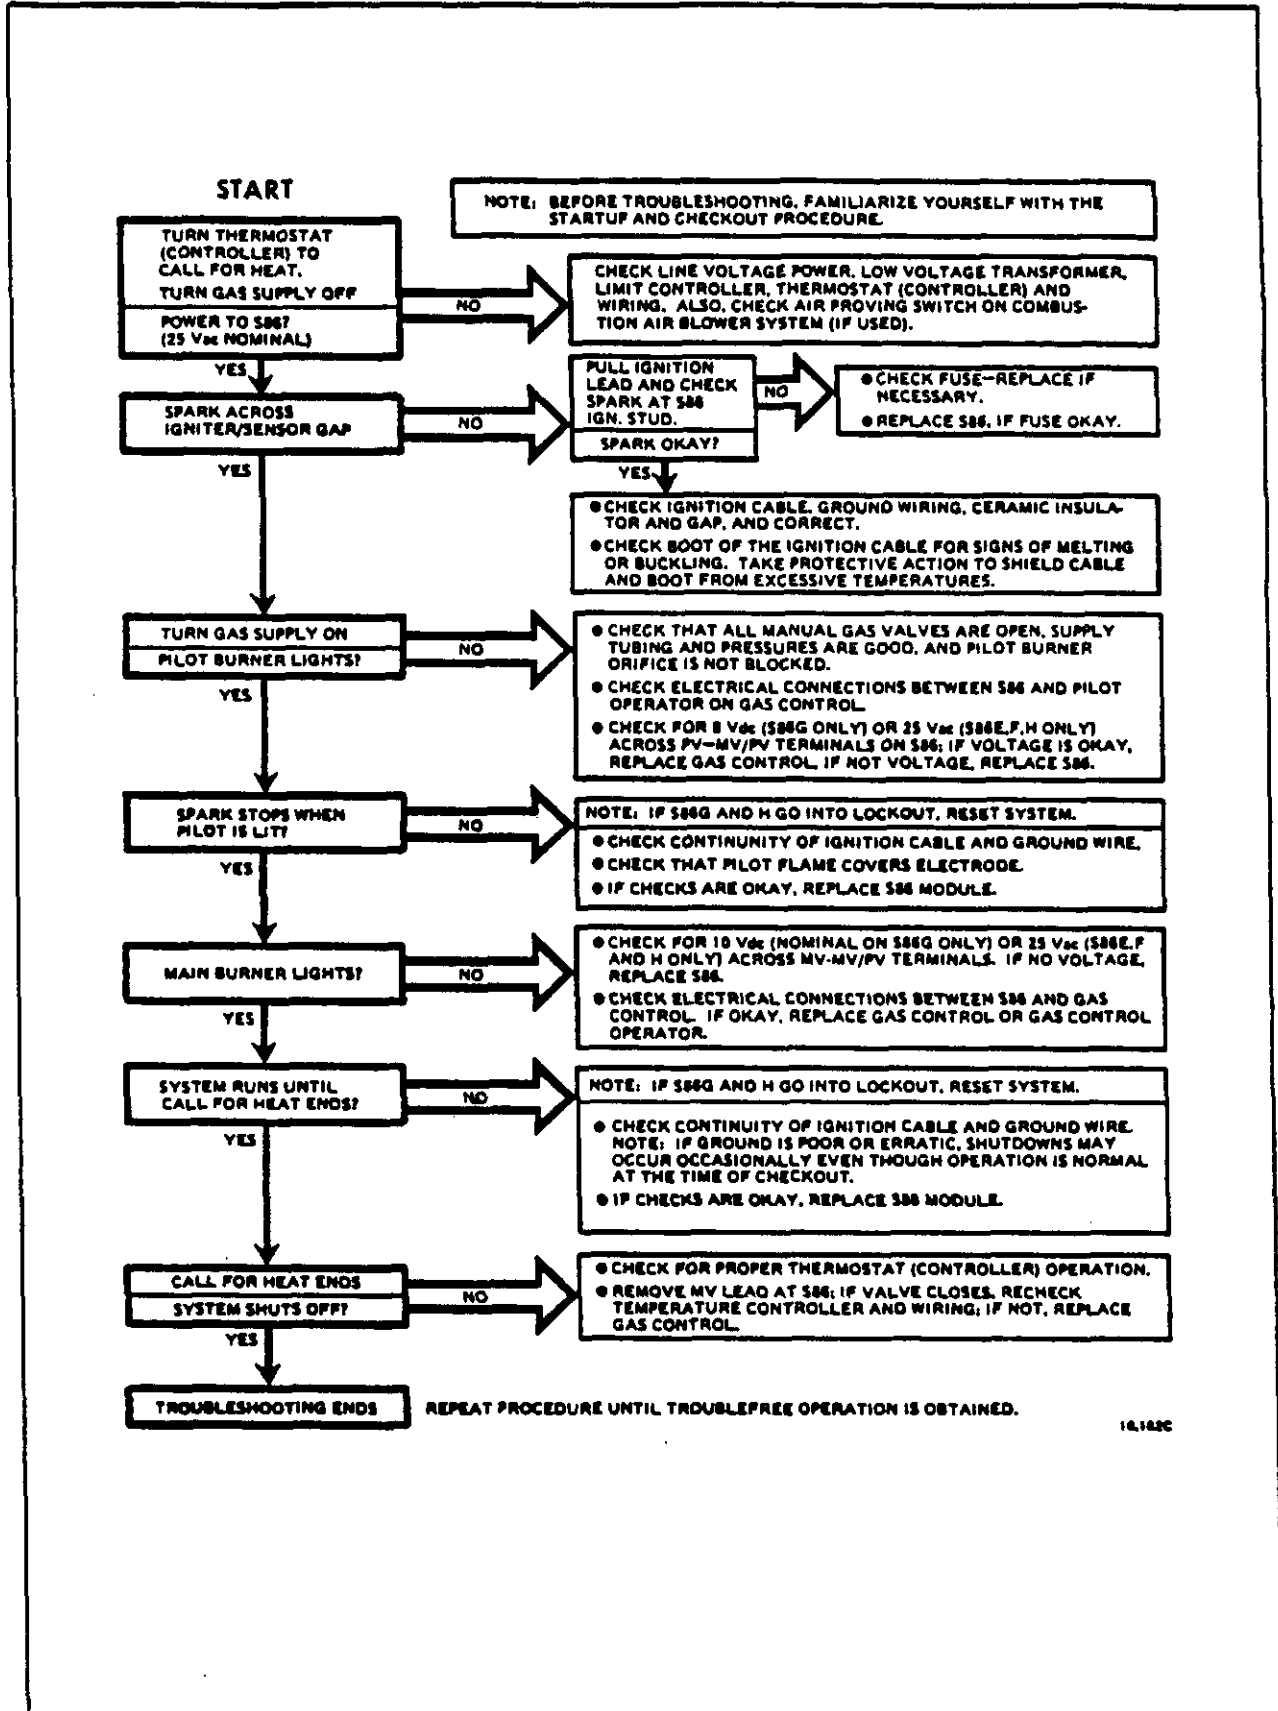 START
NOTE: BEFORE TROUBLESHOOTING, FAMILIARIZE YOURSELF WITH THE
STARTUP AND CHECKOUT PROCEDURE.
TURN THERMOSTAT
(CONTROLLER) TO
CALL FOR HEAT.
TURN GAS SUPPLY OFF
POWER TO S86?
(25 Vac NOMINAL)
NO
CHECK LINE VOLTAGE POWER, LOW VOLTAGE TRANSFORMER,
LIMIT CONTROLLER, THERMOSTAT (CONTROLLER) AND
WIRING. ALSO, CHECK AIR PROVING SWITCH ON COMBUS-
TION AIR BLOWER SYSTEM (IF USED).
YES
SPARK ACROSS
IGNITER/SENSOR GAP
NO
PULL IGNITION
LEAD AND CHECK
SPARK AT S86
IGN. STUD.
SPARK OKAY?
NO
● CHECK FUSE—REPLACE IF
NECESSARY.
● REPLACE S86, IF FUSE OKAY.
YES
YES
● CHECK IGNITION CABLE, GROUND WIRING, CERAMIC INSULA-
TOR AND GAP, AND CORRECT.
● CHECK BOOT OF THE IGNITION CABLE FOR SIGNS OF MELTING
OR BUCKLING. TAKE PROTECTIVE ACTION TO SHIELD CABLE
AND BOOT FROM EXCESSIVE TEMPERATURES.
TURN GAS SUPPLY ON
PILOT BURNER LIGHTS?
NO
● CHECK THAT ALL MANUAL GAS VALVES ARE OPEN, SUPPLY
TUBING AND PRESSURES ARE GOOD, AND PILOT BURNER
ORIFICE IS NOT BLOCKED.
● CHECK ELECTRICAL CONNECTIONS BETWEEN S86 AND PILOT
OPERATOR ON GAS CONTROL.
● CHECK FOR 8 Vdc (S86G ONLY) OR 25 Vac (S86E,F,H ONLY)
ACROSS PV—MV/PV TERMINALS ON S86; IF VOLTAGE IS OKAY,
REPLACE GAS CONTROL, IF NOT VOLTAGE, REPLACE S86.
YES
SPARK STOPS WHEN
PILOT IS LIT?
NO
NOTE: IF S86G AND H GO INTO LOCKOUT, RESET SYSTEM.
● CHECK CONTINUNITY OF IGNITION CABLE AND GROUND WIRE.
● CHECK THAT PILOT FLAME COVERS ELECTRODE.
● IF CHECKS ARE OKAY, REPLACE S86 MODULE.
YES
MAIN BURNER LIGHTS?
NO
● CHECK FOR 10 Vdc (NOMINAL ON S86G ONLY) OR 25 Vac (S86E,F
AND H ONLY) ACROSS MV-MV/PV TERMINALS. IF NO VOLTAGE,
REPLACE S86.
● CHECK ELECTRICAL CONNECTIONS BETWEEN S86 AND GAS
CONTROL. IF OKAY, REPLACE GAS CONTROL OR GAS CONTROL
OPERATOR.
YES
SYSTEM RUNS UNTIL
CALL FOR HEAT ENDS?
NO
NOTE: IF S86G AND H GO INTO LOCKOUT, RESET SYSTEM.
● CHECK CONTINUITY OF IGNITION CABLE AND GROUND WIRE.
NOTE: IF GROUND IS POOR OR ERRATIC, SHUTDOWNS MAY
OCCUR OCCASIONALLY EVEN THOUGH OPERATION IS NORMAL
AT THE TIME OF CHECKOUT.
● IF CHECKS ARE OKAY, REPLACE S86 MODULE.
YES
CALL FOR HEAT ENDS
SYSTEM SHUTS OFF?
NO
● CHECK FOR PROPER THERMOSTAT (CONTROLLER) OPERATION.
● REMOVE MV LEAD AT S86; IF VALVE CLOSES, RECHECK
TEMPERATURE CONTROLLER AND WIRING; IF NOT, REPLACE
GAS CONTROL.
YES
TROUBLESHOOTING ENDS
REPEAT PROCEDURE UNTIL TROUBLEFREE OPERATION IS OBTAINED.